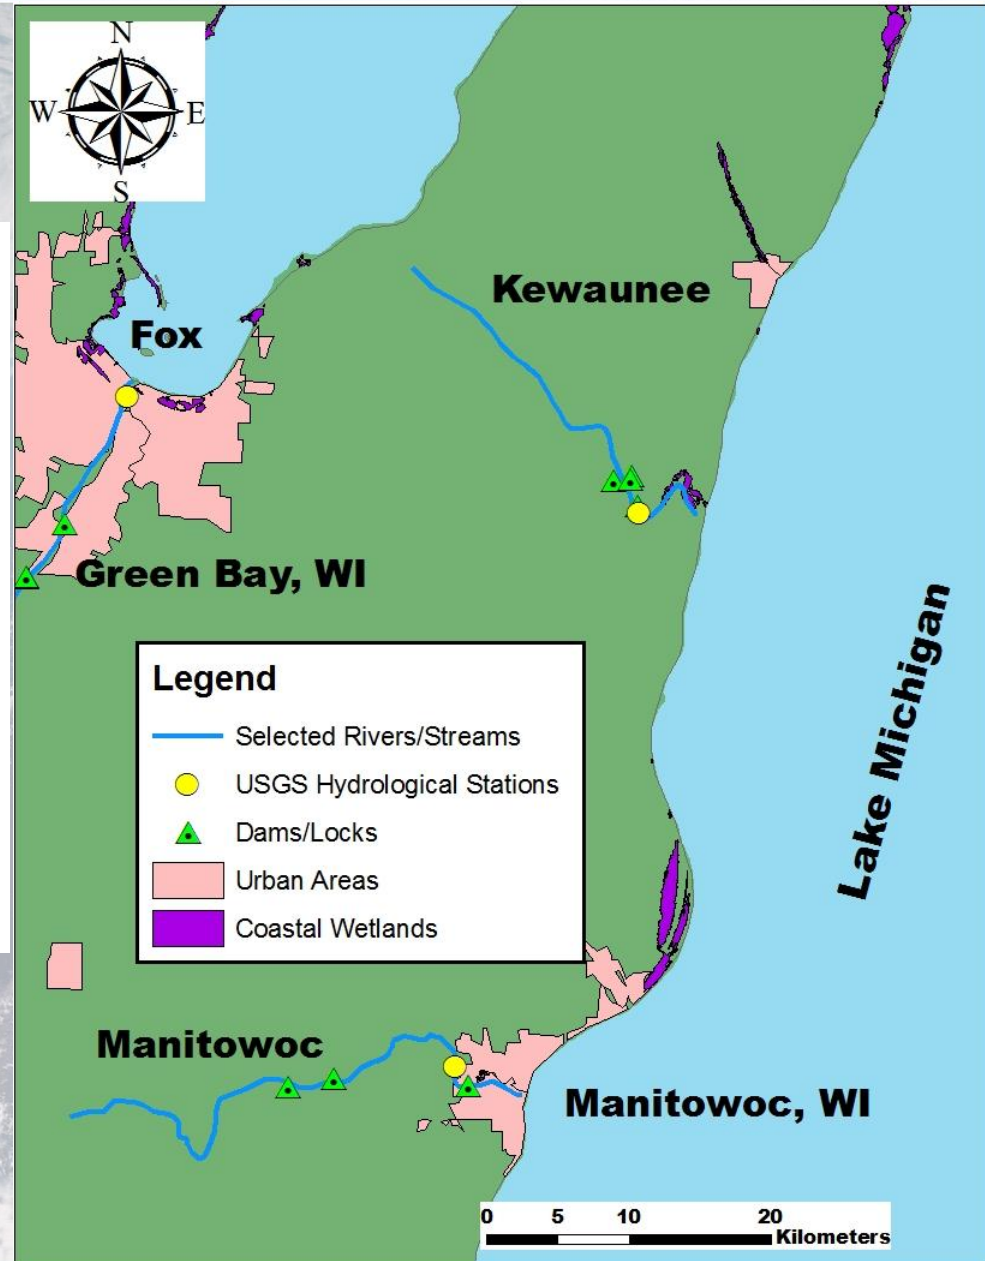 N
W E
S
Kewaunee
Fox
Green Bay, WI
Legend
Selected Rivers/Streams
USGS Hydrological Stations
Dams/Locks
Urban Areas
Coastal Wetlands
Lake Michigan
Manitowoc
Manitowoc, WI
0 5 10 20
Kilometers